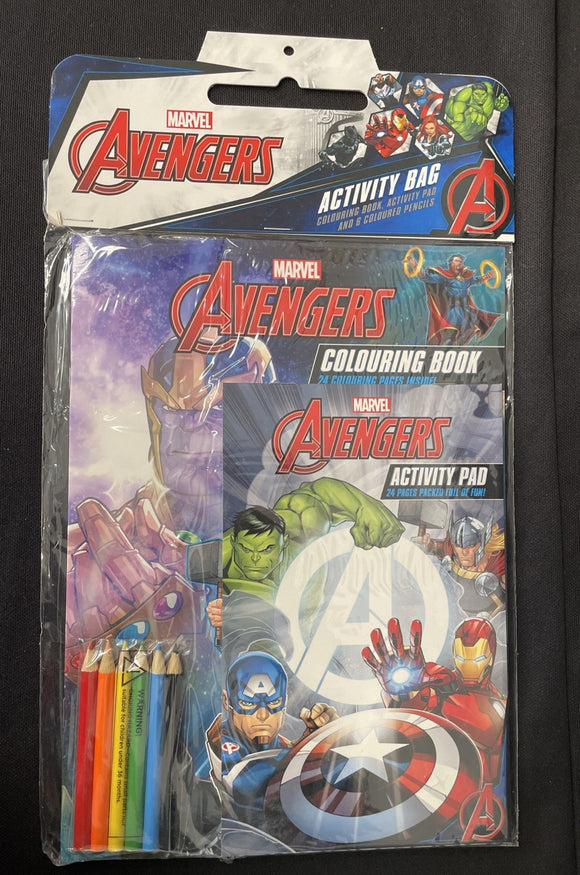 MARVEL
AVENGERS
ACTIVITY BAG
COLOURING BOOK, ACTIVITY PAD
AND 6 COLOURED PENCILS
MARVEL
AVENGERS
COLOURING BOOK
24 COLOURING PAGES INSIDE!
MARVEL
AVENGERS
ACTIVITY PAD
24 PAGES PACKED FULL OF FUN!
WARNING!
suitable for children under 36
months.